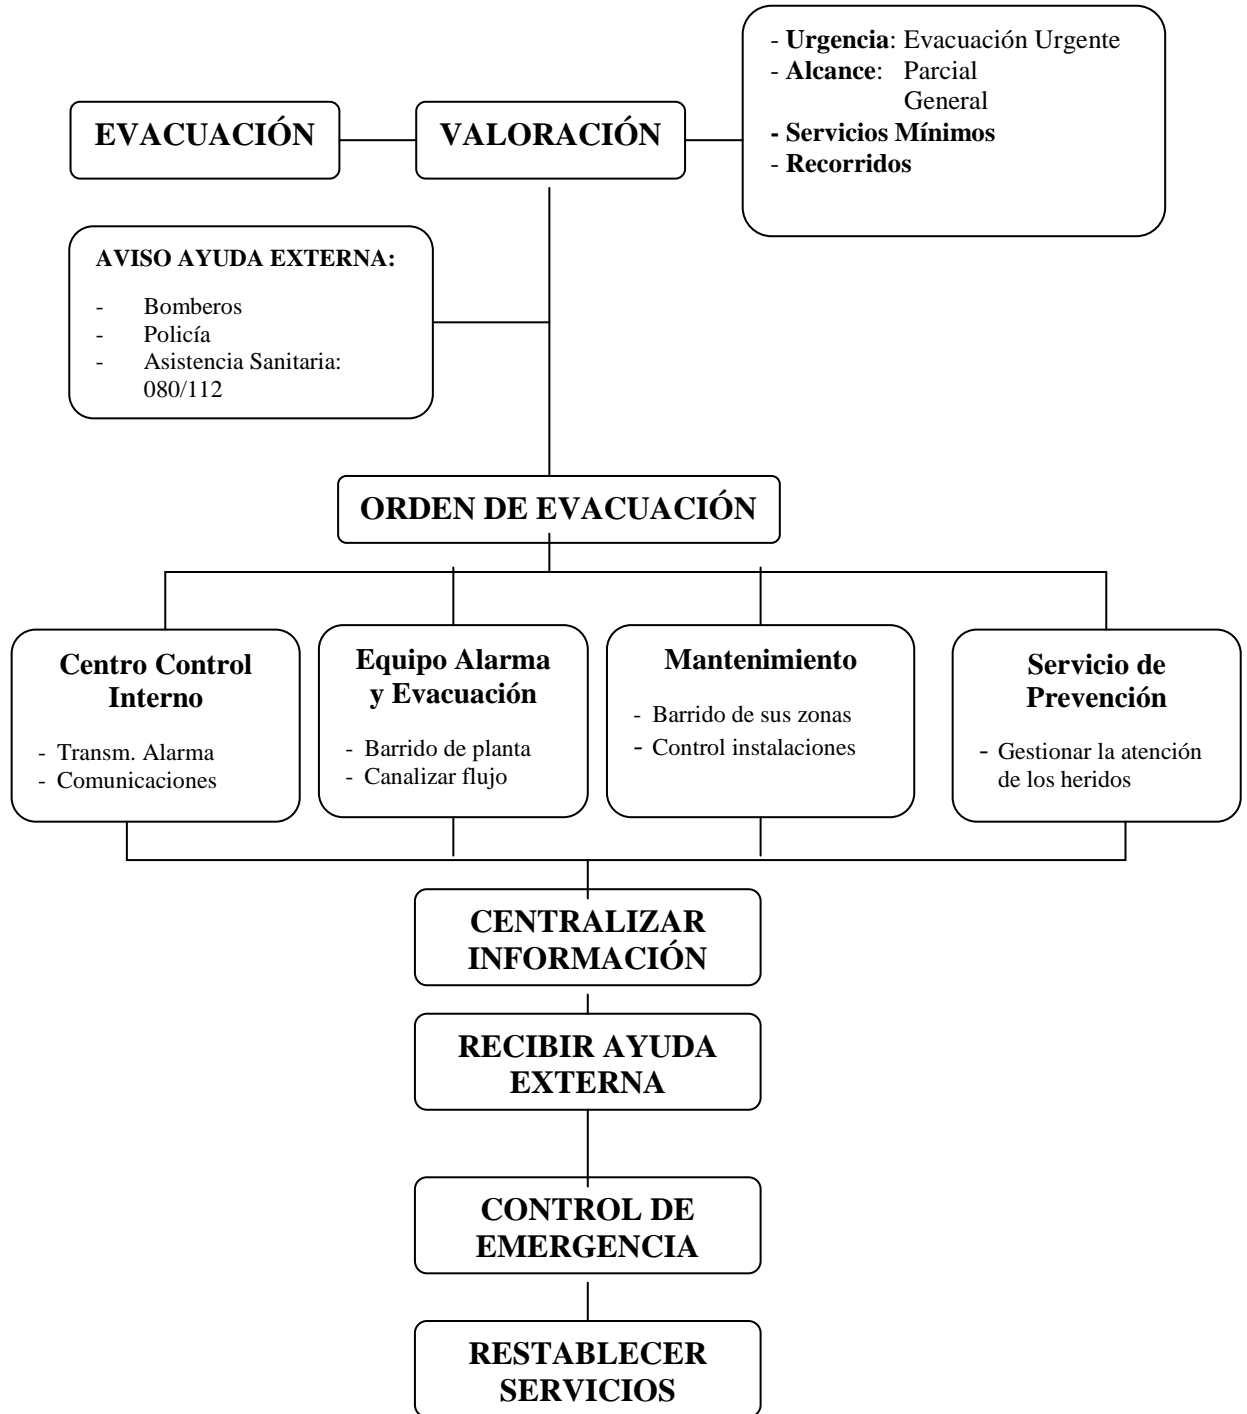 - Urgencia: Evacuación Urgente
- Alcance: Parcial
General
- Servicios Mínimos
- Recorridos
EVACUACIÓN
VALORACIÓN
AVISO AYUDA EXTERNA:
- Bomberos
- Policía
- Asistencia Sanitaria:
080/112
ORDEN DE EVACUACIÓN
Centro Control
Interno
- Transm. Alarma
- Comunicaciones
Equipo Alarma
y Evacuación
- Barrido de planta
- Canalizar flujo
Mantenimiento
- Barrido de sus zonas
- Control instalaciones
Servicio de
Prevención
- Gestionar la atención
de los heridos
CENTRALIZAR
INFORMACIÓN
RECIBIR AYUDA
EXTERNA
CONTROL DE
EMERGENCIA
RESTABLECER
SERVICIOS